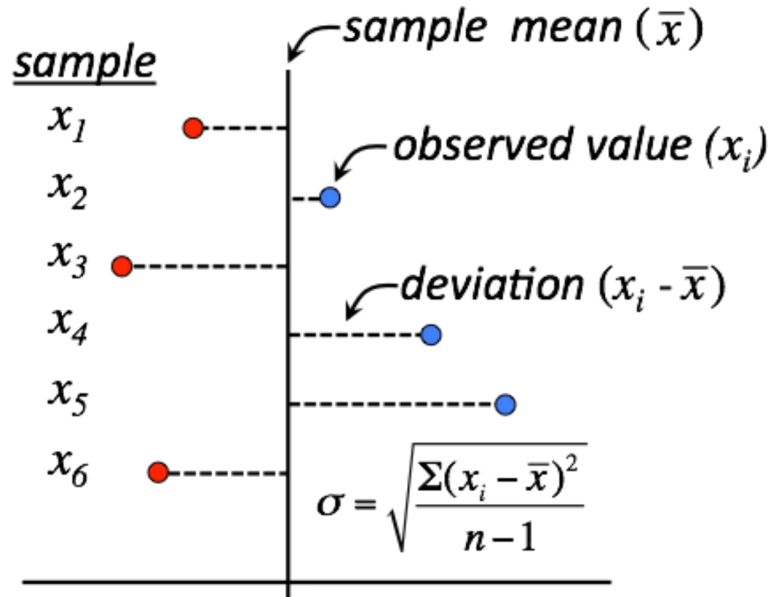 sample mean (x̅)
sample
x₁
observed value (xᵢ)
x₂
x₃
deviation (xᵢ - x̅)
x₄
x₅
x₆
σ = √(Σ(xᵢ − x̅)² / n − 1)